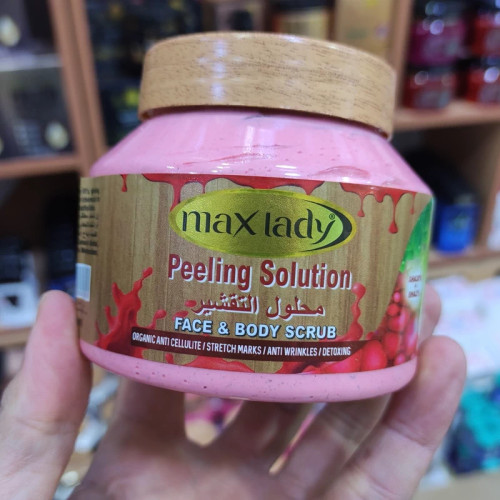 max lady®
Peeling Solution
محلول التقشير
FACE & BODY SCRUB
ORGANIC ANTI CELLULITE / STRETCH MARKS / ANTI WRINKLES / DETOXING